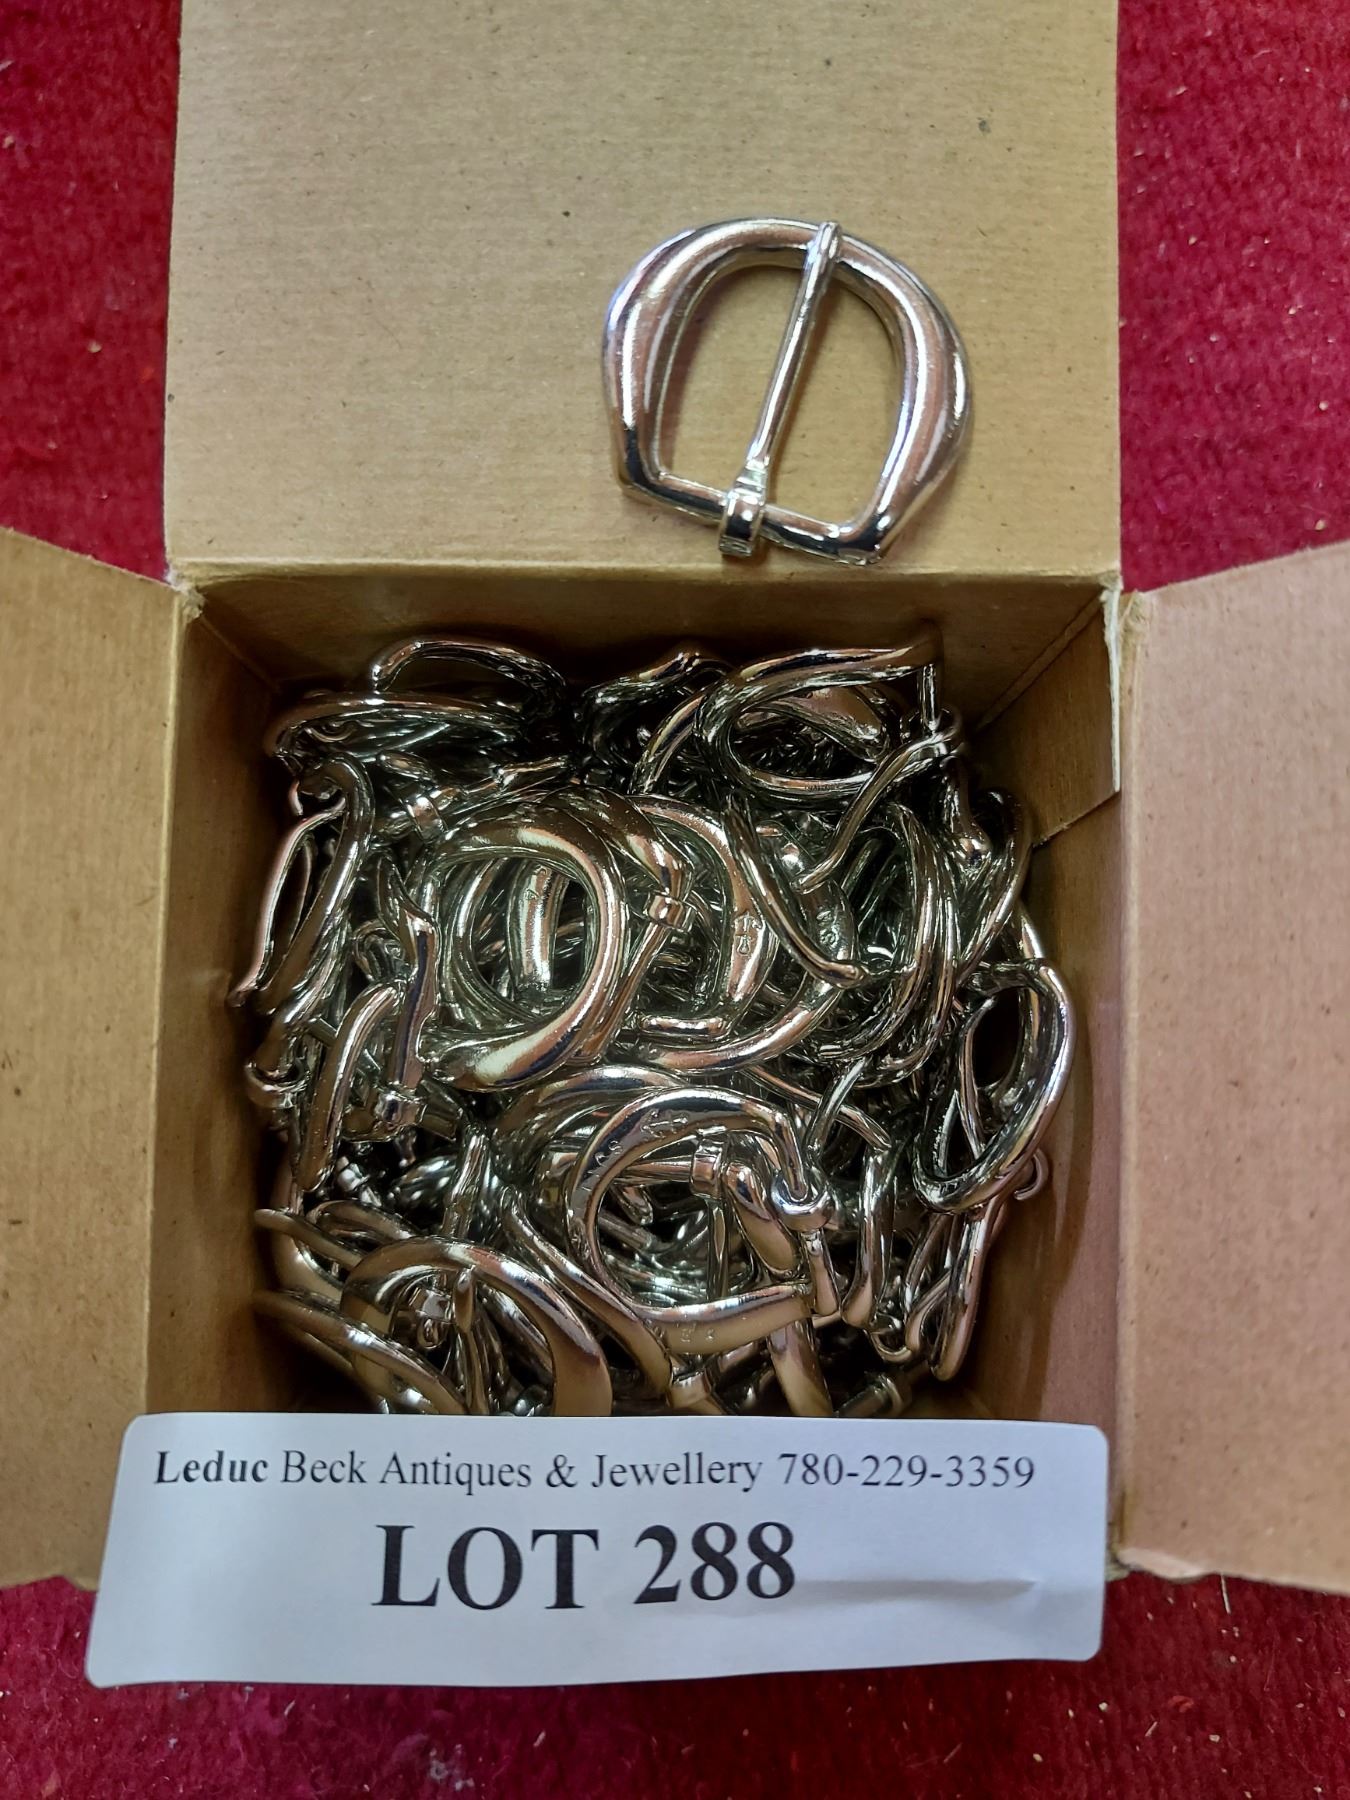 Leduc Beck Antiques & Jewellery 780-229-3359
LOT 288